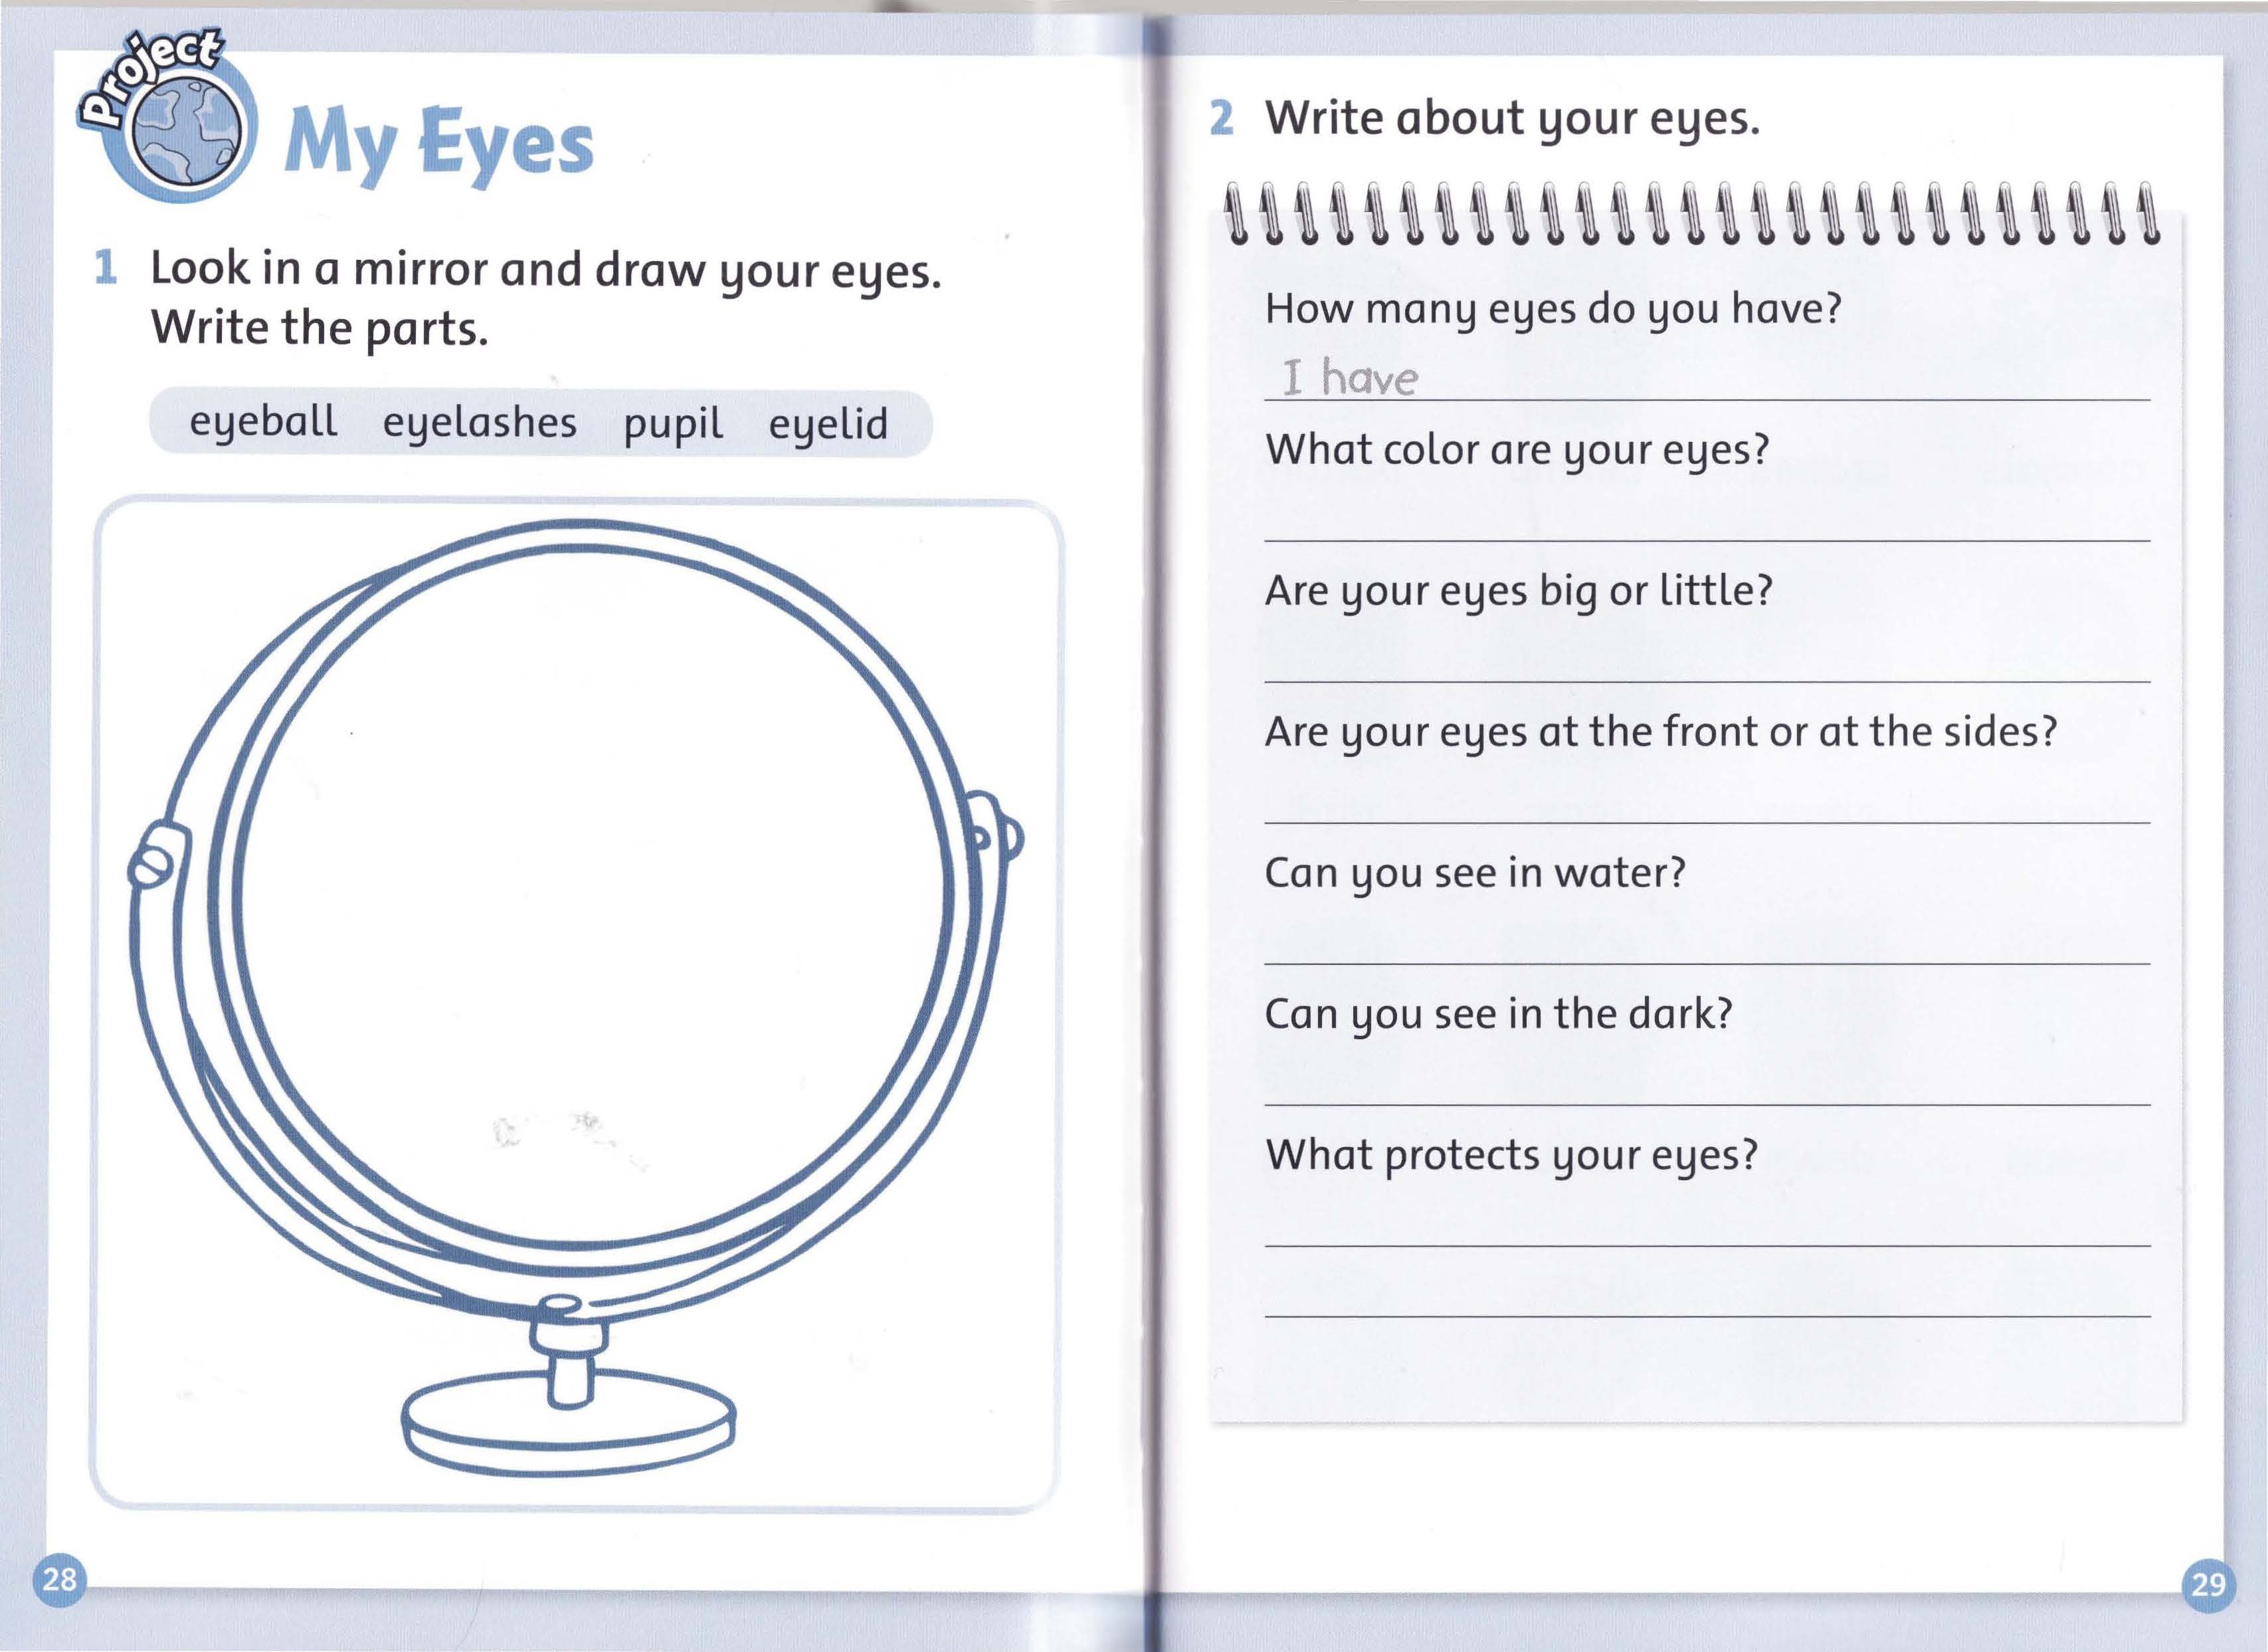 Project
My Eyes
1 Look in a mirror and draw your eyes.
Write the parts.
eyeball eyelashes pupil eyelid
28
2 Write about your eyes.
How many eyes do you have?
I have
What color are your eyes?
Are your eyes big or little?
Are your eyes at the front or at the sides?
Can you see in water?
Can you see in the dark?
What protects your eyes?
29